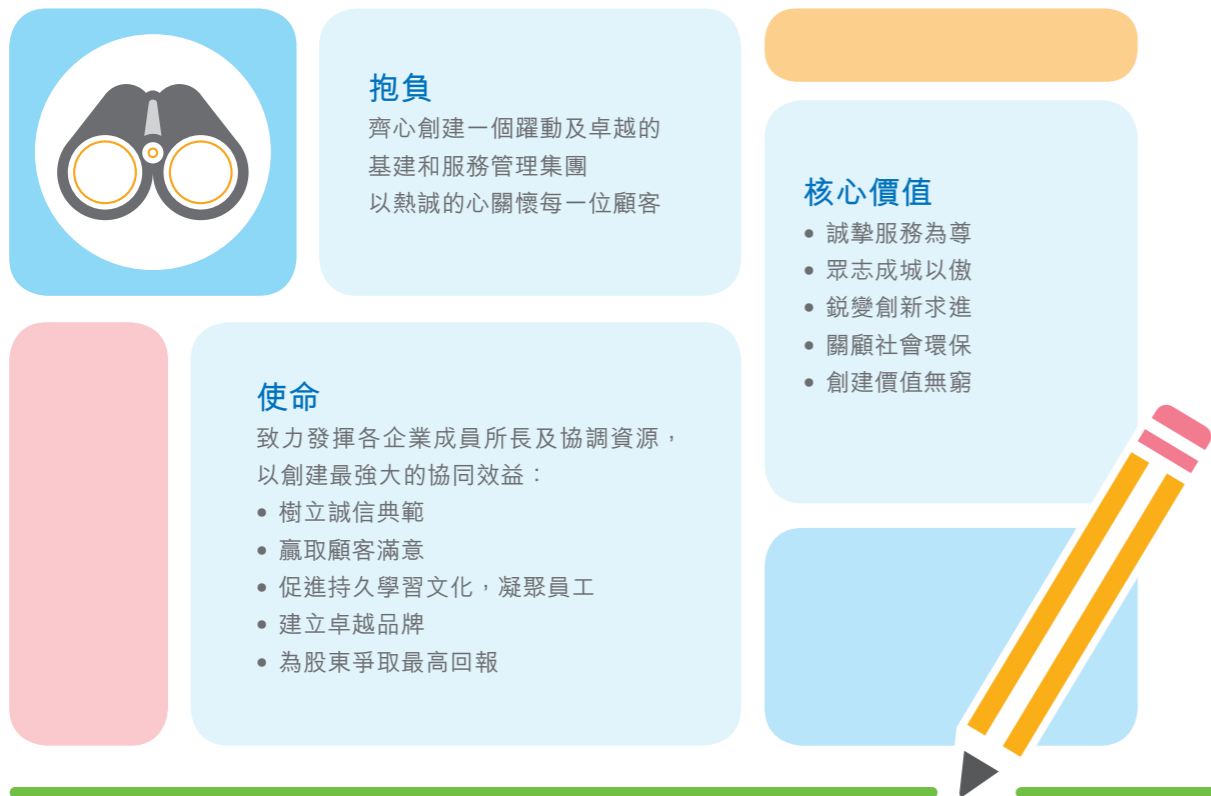 抱負
齊心創建一個躍動及卓越的
基建和服務管理集團
以熱誠的心關懷每一位顧客
使命
致力發揮各企業成員所長及協調資源，
以創建最強大的協同效益：
• 樹立誠信典範
• 贏取顧客滿意
• 促進持久學習文化，凝聚員工
• 建立卓越品牌
• 為股東爭取最高回報
核心價值
• 誠摯服務為尊
• 眾志成城以傲
• 鋭變創新求進
• 關顧社會環保
• 創建價值無窮